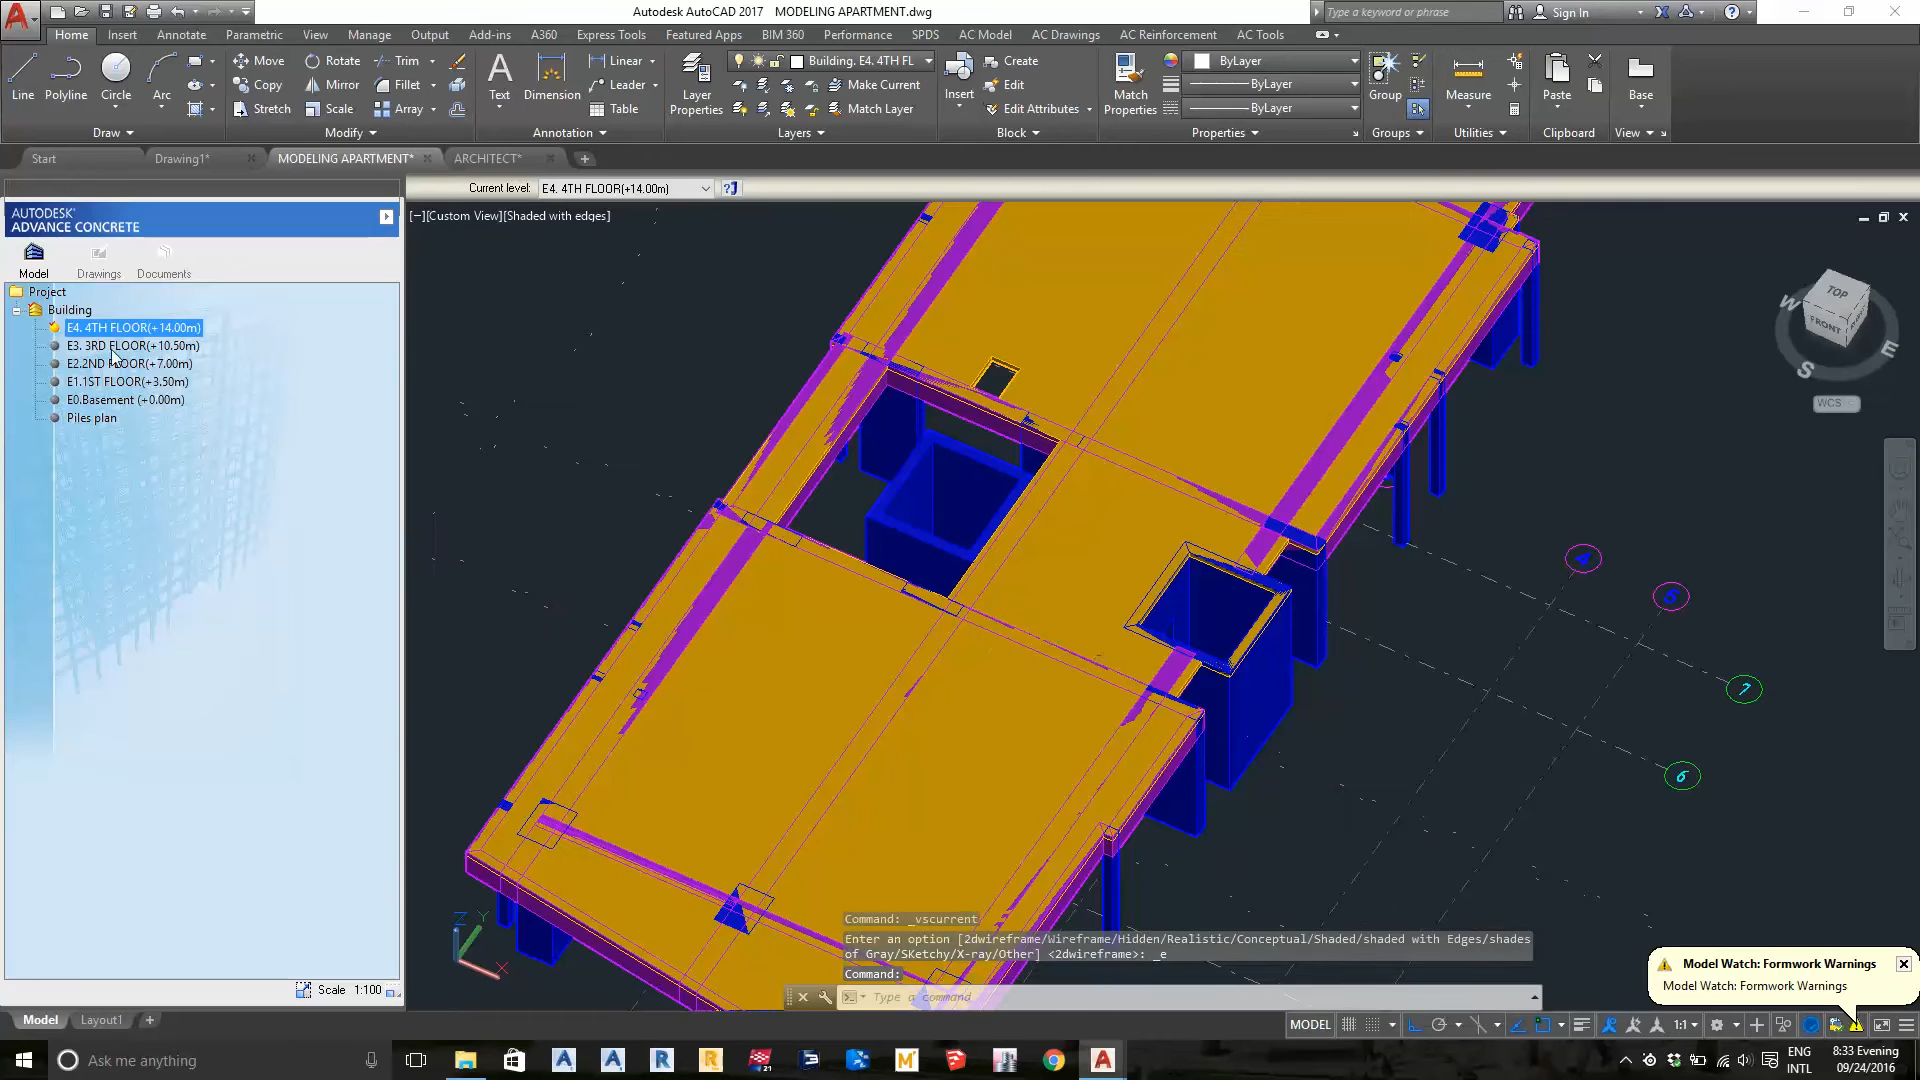 Autodesk AutoCAD 2017 MODELING APARTMENT.dwg
Type a keyword or phrase
Sign In
Home Insert Annotate Parametric View Manage Output Add-ins A360 Express Tools Featured Apps BIM 360 Performance SPDS AC Model AC Drawings AC Reinforcement AC Tools
Line Polyline Circle Arc
Move Rotate Trim
Copy Mirror Fillet
Stretch Scale Array
Text Dimension
Linear
Leader
Table
Layer Properties
Building. E4. 4TH FL
Make Current
Match Layer
Insert
Create
Edit
Edit Attributes
Match Properties
ByLayer
ByLayer
ByLayer
Group
Measure
Paste
Base
Draw Modify Annotation Layers Block Properties Groups Utilities Clipboard View
Start Drawing1* MODELING APARTMENT* ARCHITECT*
Current level: E4. 4TH FLOOR(+14.00m)
AUTODESK®
ADVANCE CONCRETE
[−][Custom View][Shaded with edges]
Model Drawings Documents
Project
Building
E4. 4TH FLOOR(+14.00m)
E3. 3RD FLOOR(+10.50m)
E2.2ND FLOOR(+7.00m)
E1.1ST FLOOR(+3.50m)
E0.Basement (+0.00m)
Piles plan
TOP
FRONT
W
S
E
WCS
4
5
7
6
Z Y
X
Command: _vscurrent
Enter an option [2dwireframe/Wireframe/Hidden/Realistic/Conceptual/Shaded/shaded with Edges/shades
of Gray/SKetchy/X-ray/Other] <2dwireframe>: _e
Command:
Type a command
Model Watch: Formwork Warnings
Model Watch: Formwork Warnings
Scale 1:100
Model Layout1
MODEL
1:1
Ask me anything
21
ENG
INTL
8:33 Evening
09/24/2016